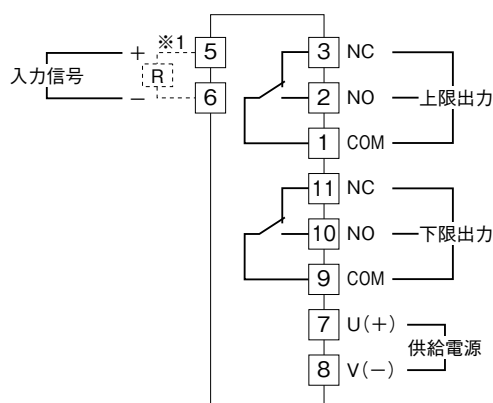 入力信号
+
−
※1
R
5
6
3 NC
2 NO
1 COM
上限出力
11 NC
10 NO
9 COM
下限出力
7 U(+)
8 V(−)
供給電源